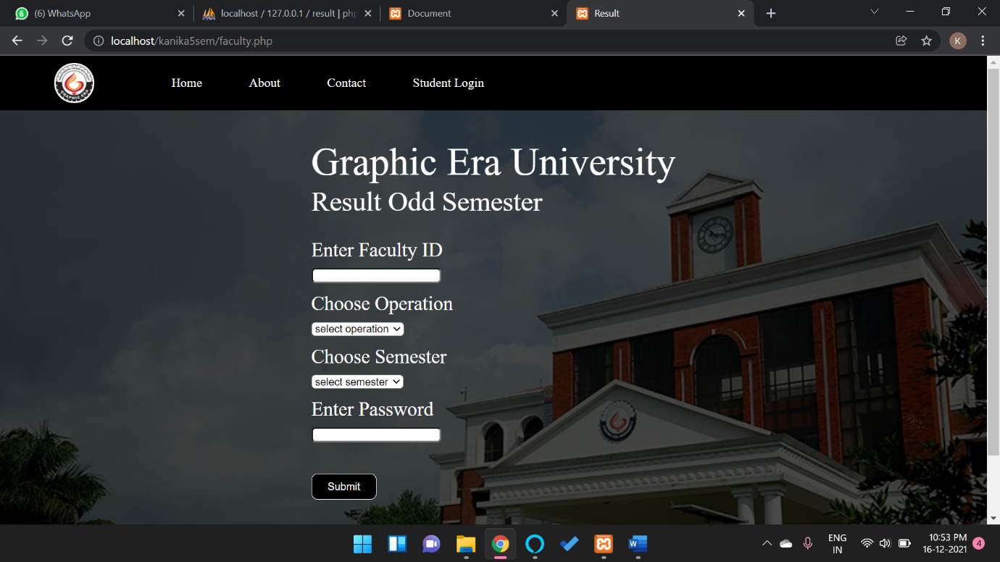 (6) WhatsApp
localhost / 127.0.0.1 / result | php
Document
Result
localhost/kanika5sem/faculty.php
K
GRAPHIC ERA
Home
About
Contact
Student Login
Graphic Era University
Result Odd Semester
Enter Faculty ID
Choose Operation
select operation
Choose Semester
select semester
Enter Password
Submit
ENG
IN
10:53 PM
16-12-2021
4